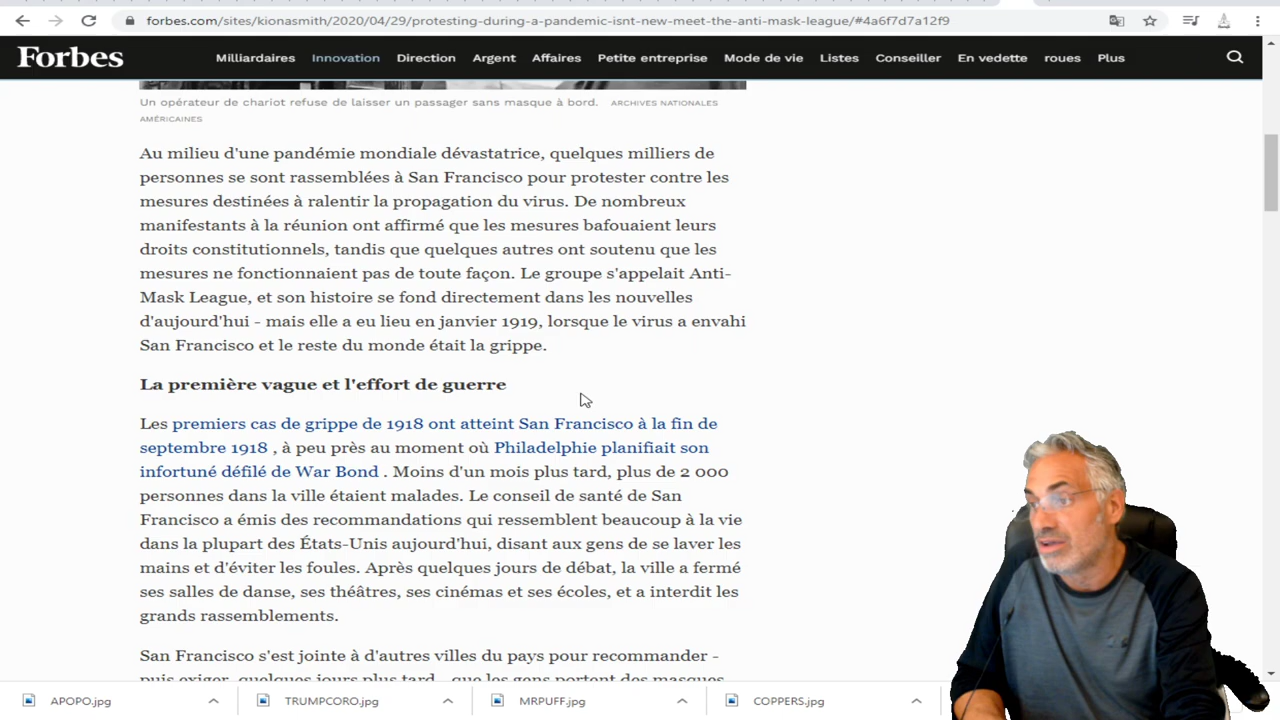 forbes.com/sites/kionasmith/2020/04/29/protesting-during-a-pandemic-isnt-new-meet-the-anti-mask-league/#4a6f7d7a12f9
Forbes Milliardaires Innovation Direction Argent Affaires Petite entreprise Mode de vie Listes Conseiller En vedette roues Plus
Un opérateur de chariot refuse de laisser un passager sans masque à bord. ARCHIVES NATIONALES
AMÉRICAINES
Au milieu d'une pandémie mondiale dévastatrice, quelques milliers de
personnes se sont rassemblées à San Francisco pour protester contre les
mesures destinées à ralentir la propagation du virus. De nombreux
manifestants à la réunion ont affirmé que les mesures bafouaient leurs
droits constitutionnels, tandis que quelques autres ont soutenu que les
mesures ne fonctionnaient pas de toute façon. Le groupe s'appelait Anti-
Mask League, et son histoire se fond directement dans les nouvelles
d'aujourd'hui - mais elle a eu lieu en janvier 1919, lorsque le virus a envahi
San Francisco et le reste du monde était la grippe.
La première vague et l'effort de guerre
Les premiers cas de grippe de 1918 ont atteint San Francisco à la fin de
septembre 1918 , à peu près au moment où Philadelphie planifiait son
infortuné défilé de War Bond . Moins d'un mois plus tard, plus de 2 000
personnes dans la ville étaient malades. Le conseil de santé de San
Francisco a émis des recommandations qui ressemblent beaucoup à la vie
dans la plupart des États-Unis aujourd'hui, disant aux gens de se laver les
mains et d'éviter les foules. Après quelques jours de débat, la ville a fermé
ses salles de danse, ses théâtres, ses cinémas et ses écoles, et a interdit les
grands rassemblements.
San Francisco s'est jointe à d'autres villes du pays pour recommander -
puis exiger, quelques jours plus tard - que les gens portent des masques
APOPO.jpg TRUMPCORO.jpg MRPUFF.jpg COPPERS.jpg